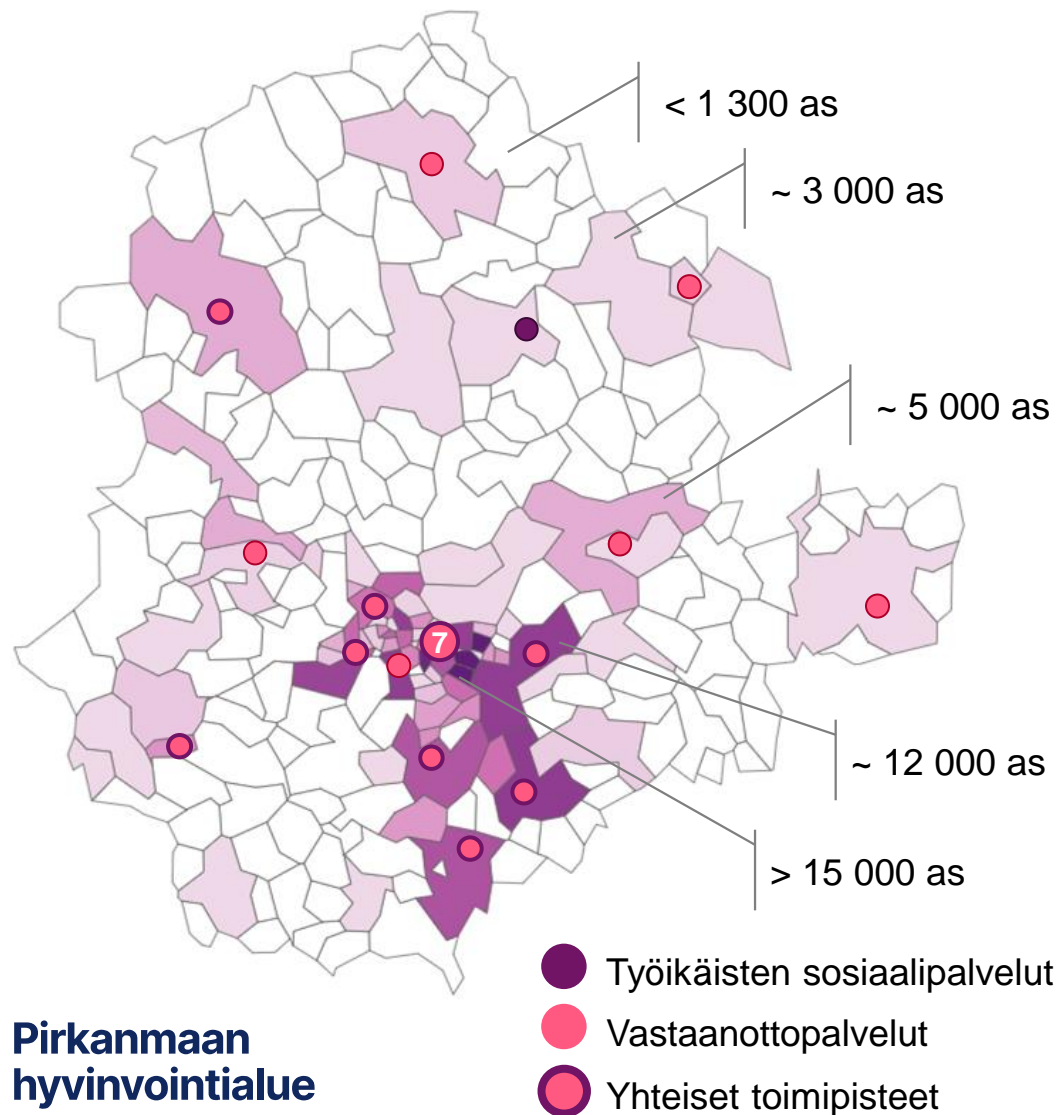 < 1 300 as
~ 3 000 as
~ 5 000 as
7
~ 12 000 as
> 15 000 as
Työikäisten sosiaalipalvelut
Vastaanottopalvelut
Yhteiset toimipisteet
Pirkanmaan
hyvinvointialue